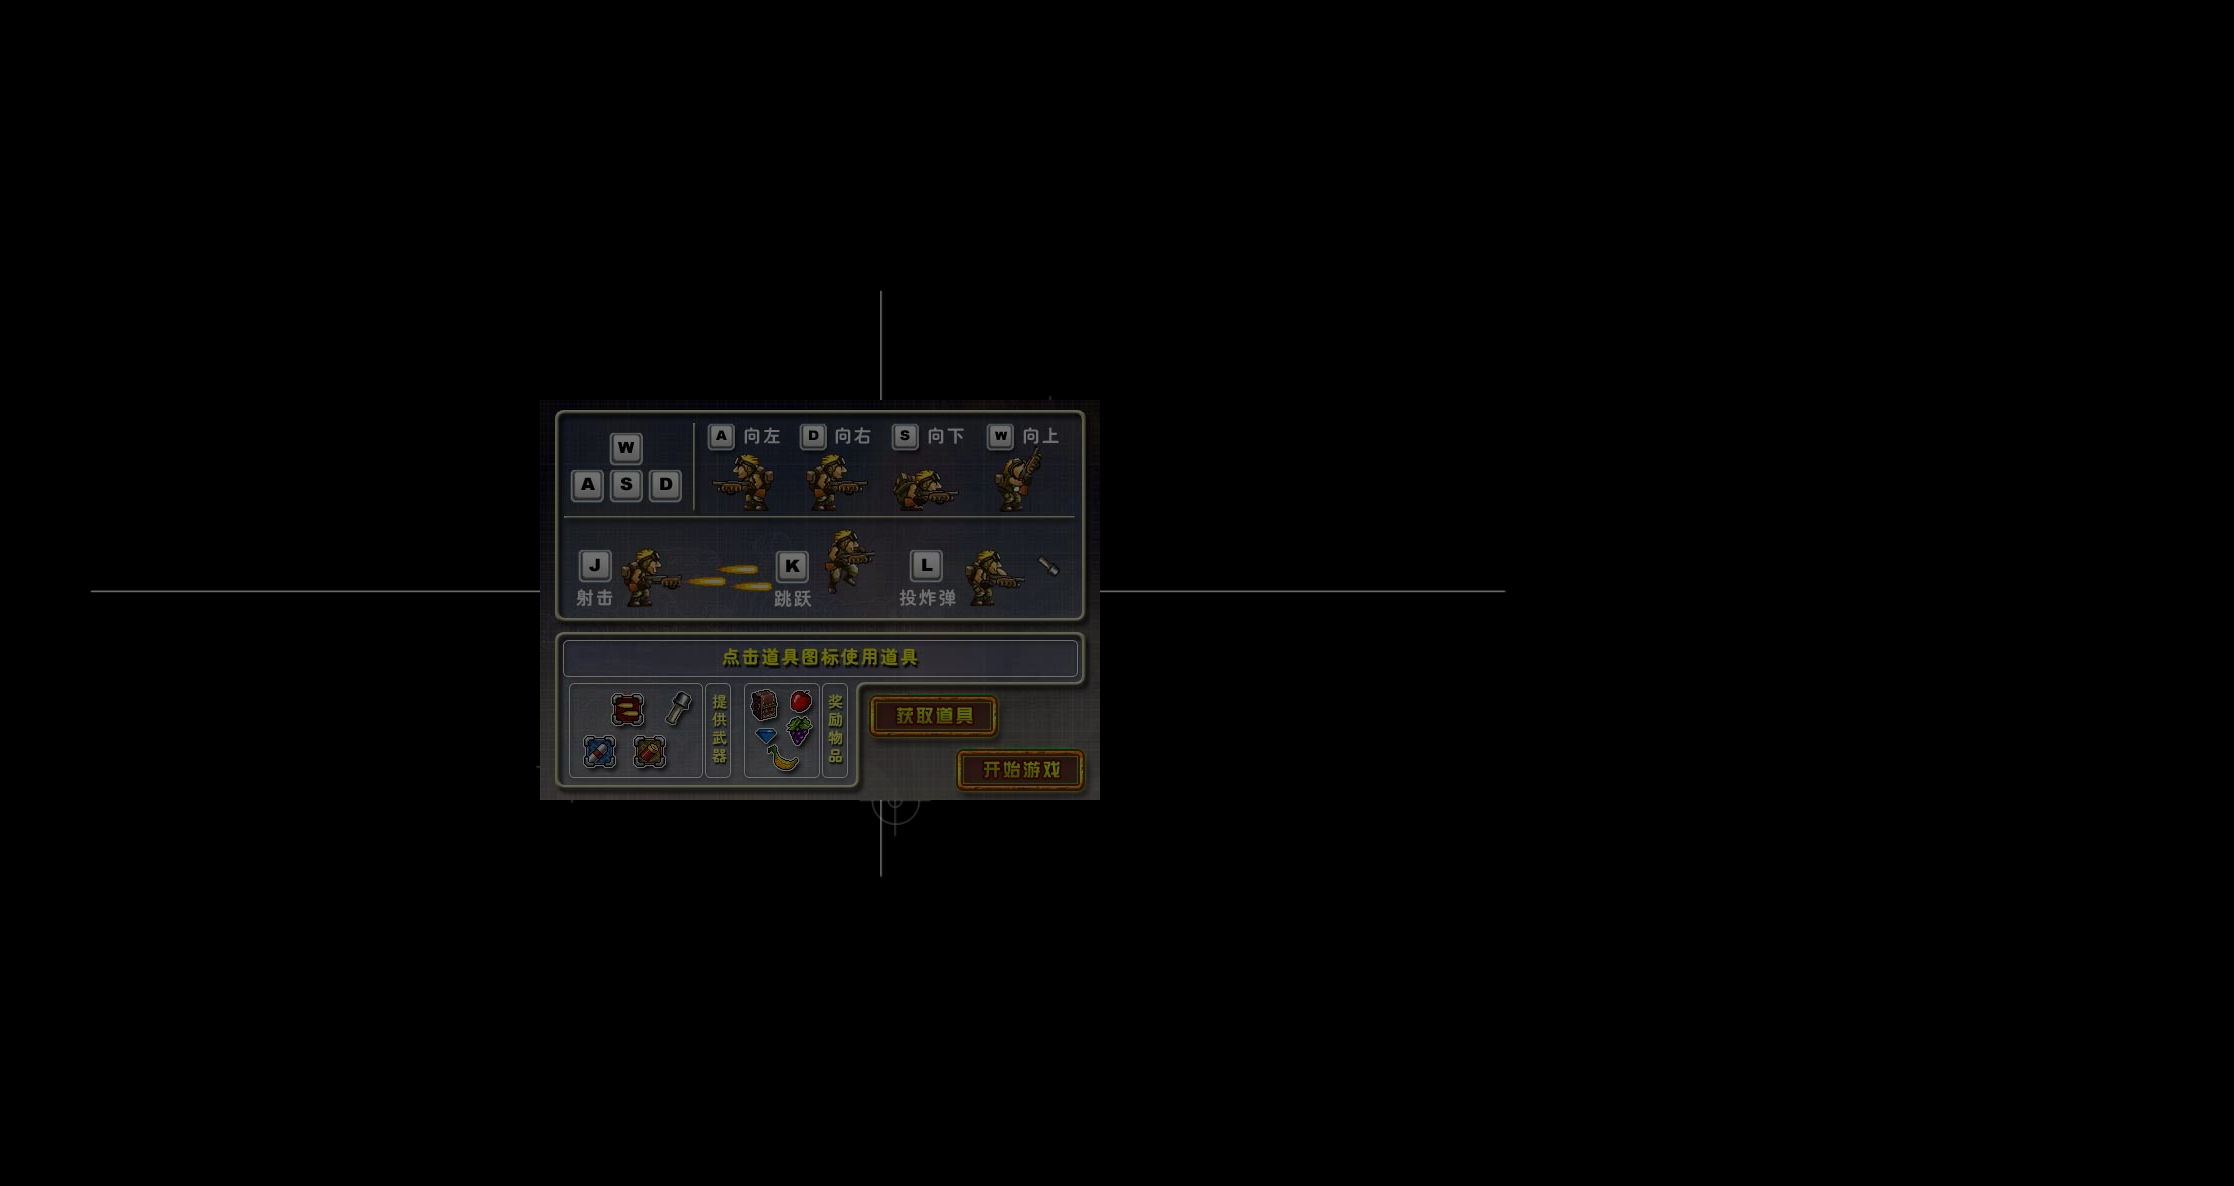 W
A S D
A 向左 D 向右 S 向下 W 向上
J K L
射击 跳跃 投炸弹
点击道具图标使用道具
提供武器
奖励物品
获取道具
开始游戏